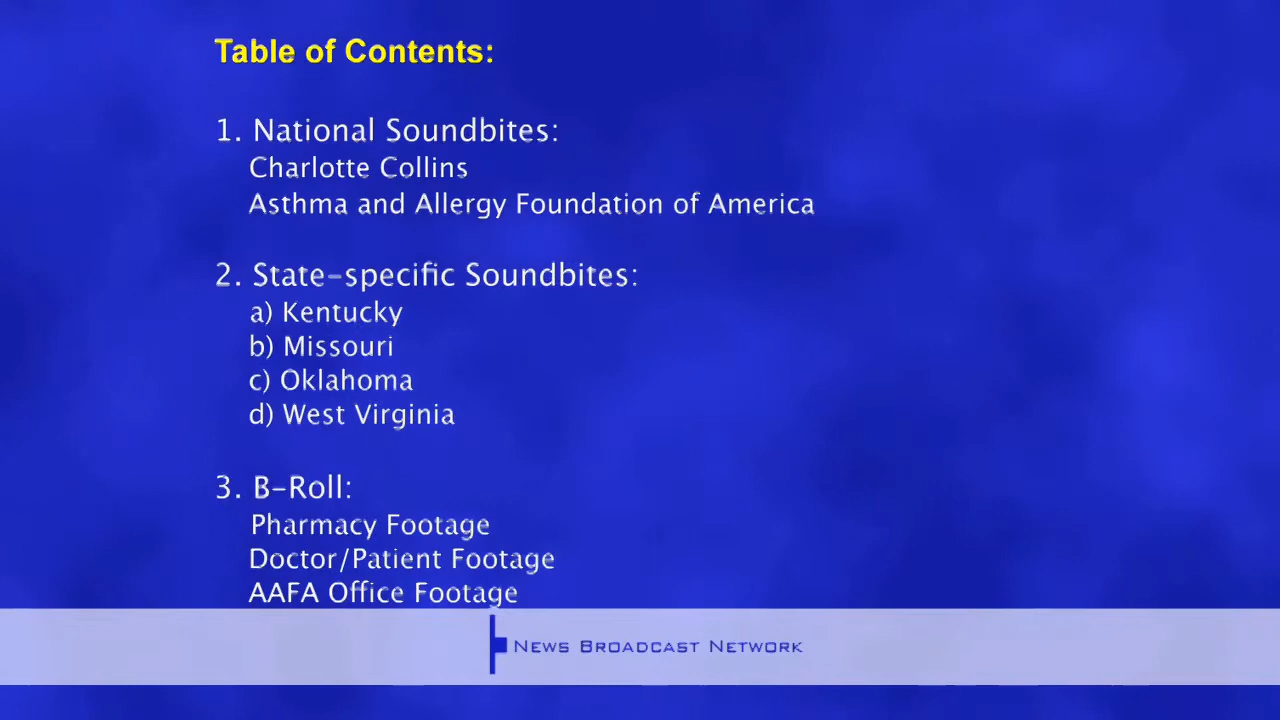 Table of Contents:
1. National Soundbites:
Charlotte Collins
Asthma and Allergy Foundation of America
2. State-specific Soundbites:
a) Kentucky
b) Missouri
c) Oklahoma
d) West Virginia
3. B-Roll:
Pharmacy Footage
Doctor/Patient Footage
AAFA Office Footage
News Broadcast Network